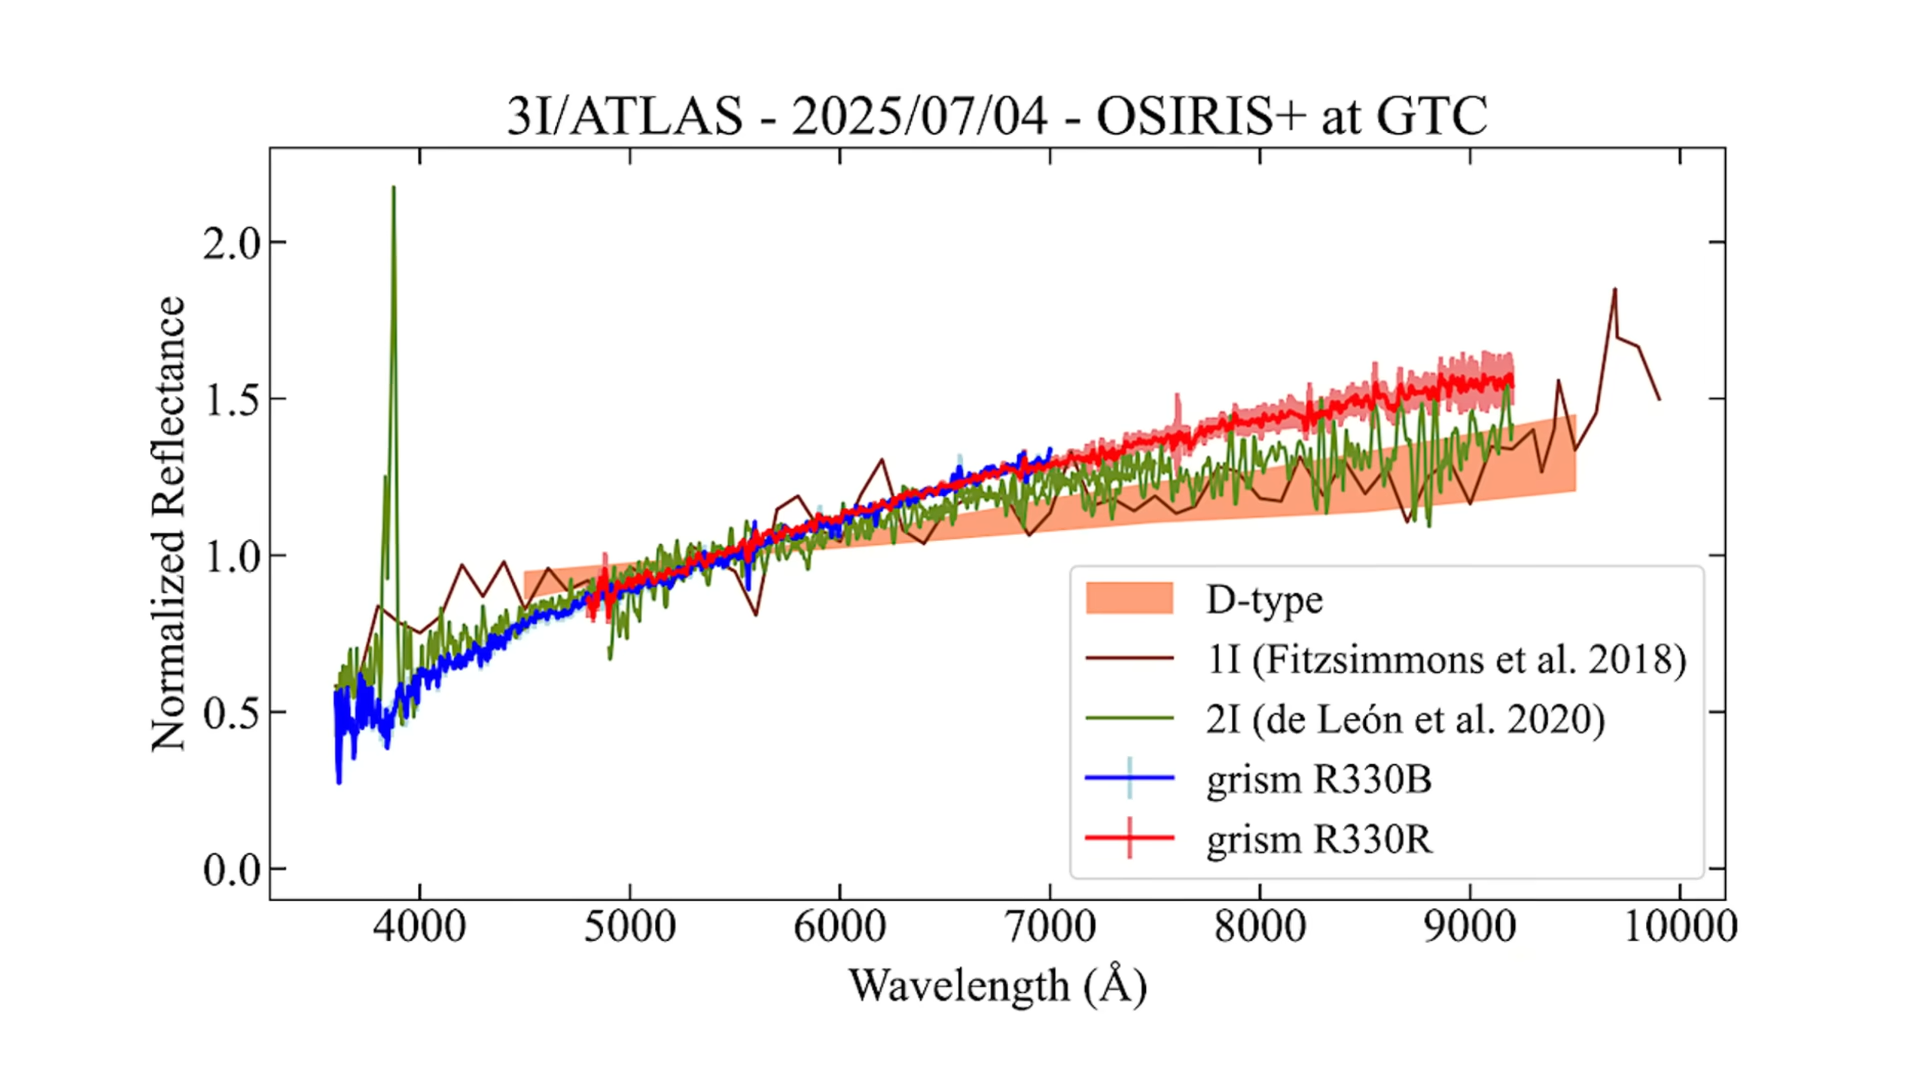 3I/ATLAS - 2025/07/04 - OSIRIS+ at GTC
Normalized Reflectance
2.0
1.5
1.0
0.5
0.0
D-type
1I (Fitzsimmons et al. 2018)
2I (de León et al. 2020)
grism R330B
grism R330R
4000 5000 6000 7000 8000 9000 10000
Wavelength (Å)